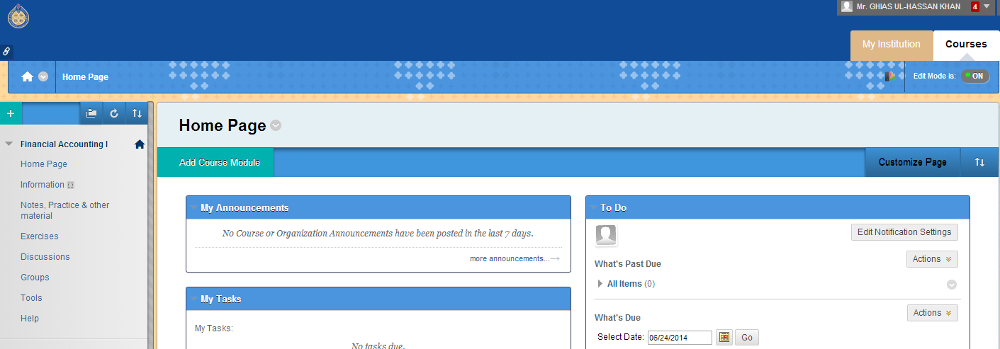 Mr. GHIAS UL-HASSAN KHAN 4
My Institution
Courses
Home Page
Edit Mode is: ON
Home Page
Financial Accounting I
Home Page
Information
Notes, Practice & other
material
Exercises
Discussions
Groups
Tools
Help
Add Course Module
Customize Page
My Announcements
No Course or Organization Announcements have been posted in the last 7 days.
more announcements...
My Tasks
My Tasks:
No tasks due.
To Do
Edit Notification Settings
What's Past Due
Actions
All Items (0)
What's Due
Actions
Select Date: 06/24/2014 Go